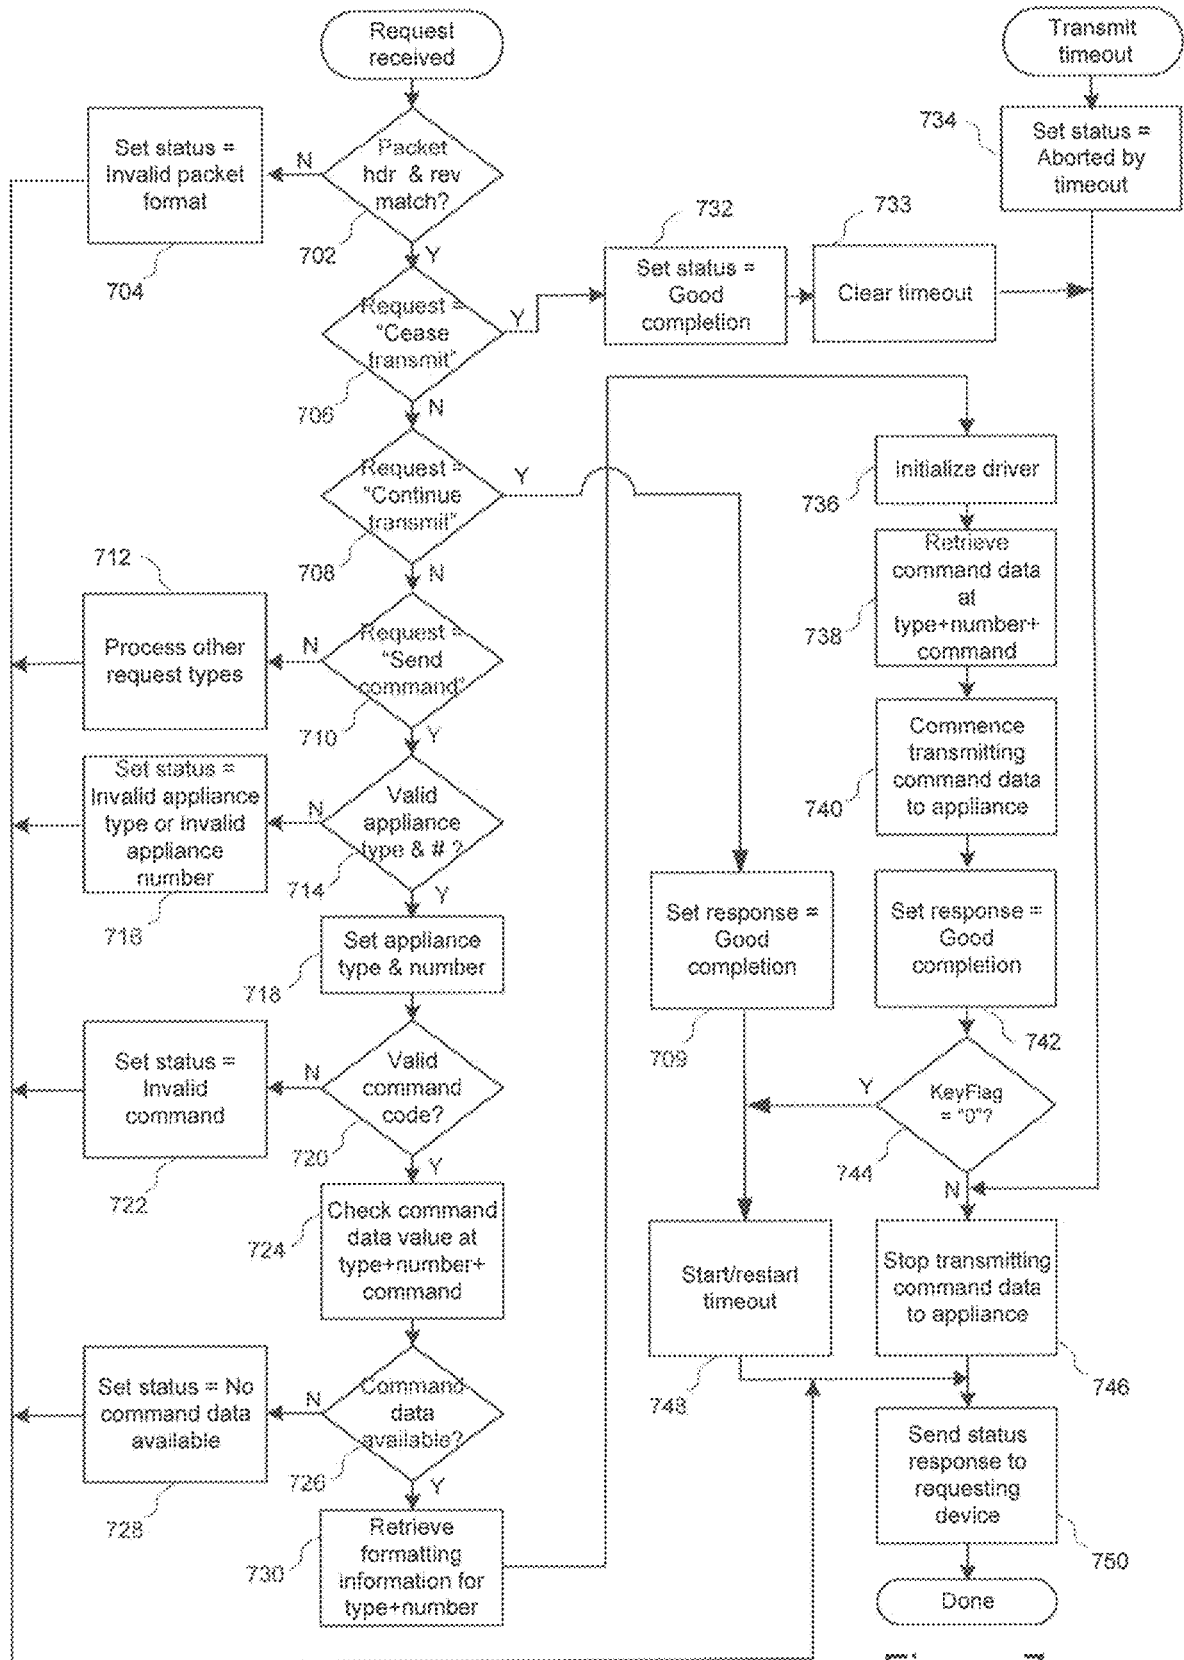 Request
received
Transmit
timeout
Packet
hdr & rev
match?
N
Y
702
Set status =
Invalid packet
format
704
734
Set status =
Aborted by
timeout
732
Set status =
Good
completion
733
Clear timeout
Request =
"Cease
transmit"
Y
N
706
Request =
"Continue
transmit"
Y
N
708
Initialize driver
736
Retrieve
command data
at
type+number+
command
738
712
Process other
request types
N
Request =
"Send
command"
710
Y
Commence
transmitting
command data
to appliance
740
Set status =
Invalid appliance
type or invalid
appliance
number
716
N
Valid
appliance
type & # ?
714
Y
Set response =
Good
completion
709
Set response =
Good
completion
742
Set appliance
type & number
718
Set status =
Invalid
command
722
N
Valid
command
code?
720
Y
Y
KeyFlag
= "0"?
744
N
Check command
data value at
type+number+
command
724
Start/restart
timeout
748
Stop transmitting
command data
to appliance
746
Set status = No
command data
available
728
N
Command
data
available?
726
Y
Send status
response to
requesting
device
750
Retrieve
formatting
information for
type+number
730
Done